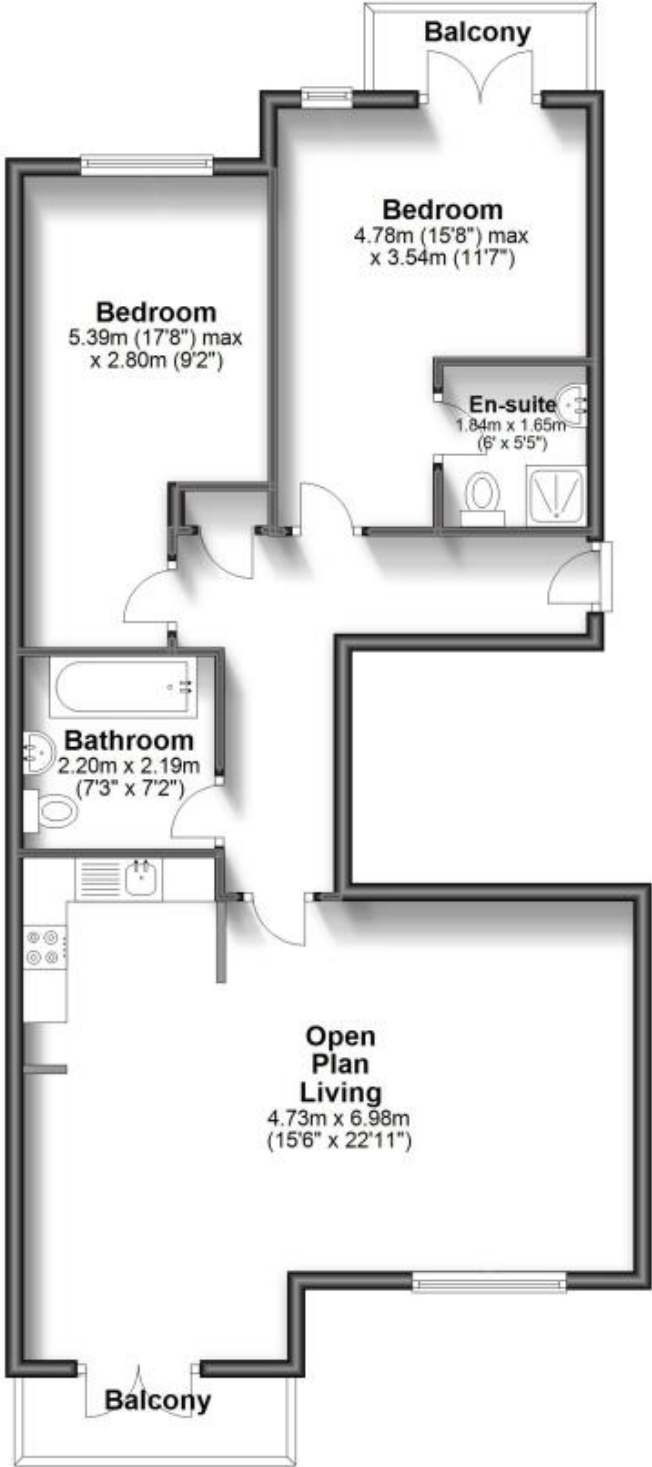 Balcony
Bedroom
4.78m (15'8") max
x 3.54m (11'7")
Bedroom
5.39m (17'8") max
x 2.80m (9'2")
En-suite
1.84m x 1.65m
(6' x 5'5")
Bathroom
2.20m x 2.19m
(7'3" x 7'2")
Open
Plan
Living
4.73m x 6.98m
(15'6" x 22'11")
Balcony